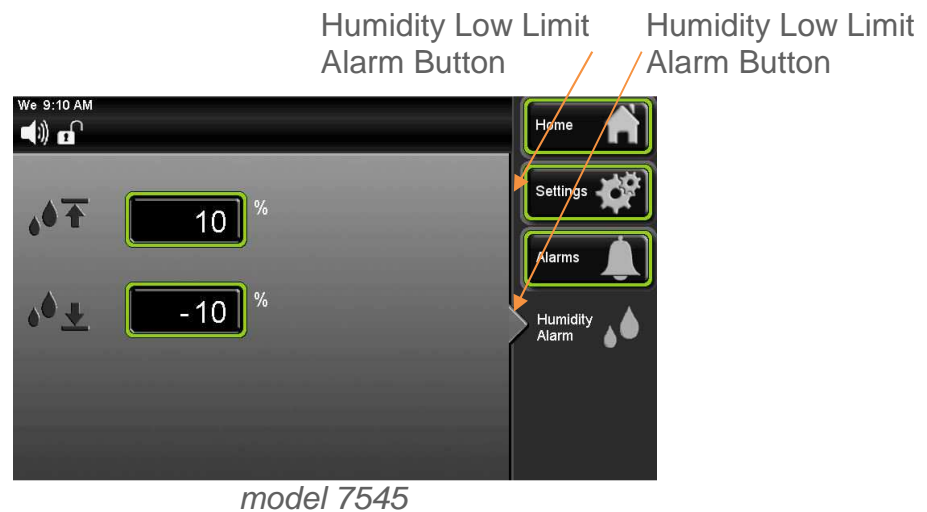 Humidity Low Limit
Alarm Button
Humidity Low Limit
Alarm Button
We 9:10 AM
Home
Settings
10 %
Alarms
-10 %
Humidity
Alarm
model 7545